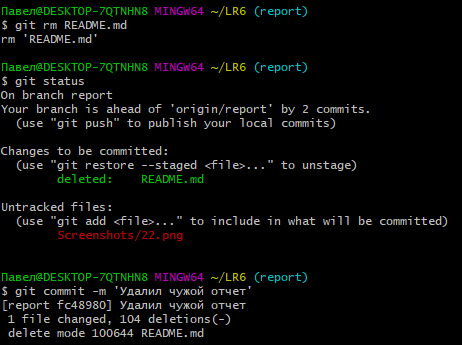 Павел@DESKTOP-7QTNHN8 MINGW64 ~/LR6 (report)
$ git rm README.md
rm 'README.md'
Павел@DESKTOP-7QTNHN8 MINGW64 ~/LR6 (report)
$ git status
On branch report
Your branch is ahead of 'origin/report' by 2 commits.
  (use "git push" to publish your local commits)
Changes to be committed:
  (use "git restore --staged <file>..." to unstage)
        deleted:    README.md
Untracked files:
  (use "git add <file>..." to include in what will be committed)
        Screenshots/22.png
Павел@DESKTOP-7QTNHN8 MINGW64 ~/LR6 (report)
$ git commit -m 'Удалил чужой отчет'
[report fc48980] Удалил чужой отчет
 1 file changed, 104 deletions(-)
 delete mode 100644 README.md